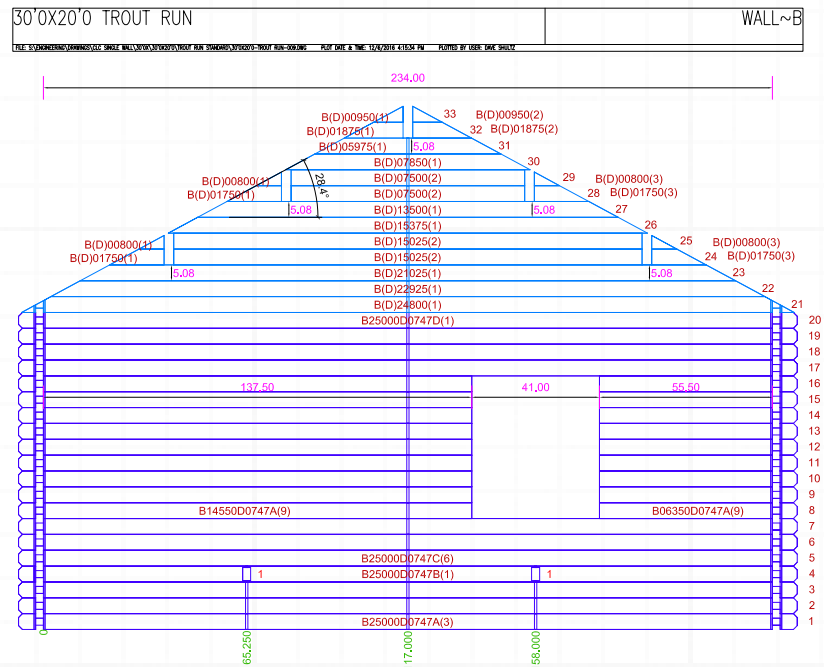 30'0X20'0 TROUT RUN
WALL~B
FILE: S:\ENGINEERING\DRAWINGS\CLC SINGLE WALL\30'0X\30'0X20'0\TROUT RUN STANDARD\30'0X20'0-TROUT RUN-009.DWG PLOT DATE & TIME: 12/6/2016 4:15:34 PM PLOTTED BY USER: DAVE SHULTZ
234.00
B(D)00950(1) 33 B(D)00950(2)
B(D)01875(1) 32 B(D)01875(2)
B(D)05975(1) 5.08 31
B(D)07850(1) 30
B(D)00800(1) 28.4° B(D)07500(2) 29 B(D)00800(3)
B(D)01750(1) B(D)07500(2) 28 B(D)01750(3)
5.08 B(D)13500(1) 5.08 27
B(D)15375(1) 26
B(D)00800(1) B(D)15025(2) 25 B(D)00800(3)
B(D)01750(1) B(D)15025(2) 24 B(D)01750(3)
5.08 B(D)21025(1) 5.08 23
B(D)22925(1) 22
B(D)24800(1) 21
B25000D0747D(1) 20
19
18
17
137.50 41.00 55.50 16
15
14
13
12
11
10
9
B14550D0747A(9) B06350D0747A(9) 8
7
6
B25000D0747C(6) 5
1 B25000D0747B(1) 1 4
3
2
B25000D0747A(3) 1
0 65.250 17.000 58.000